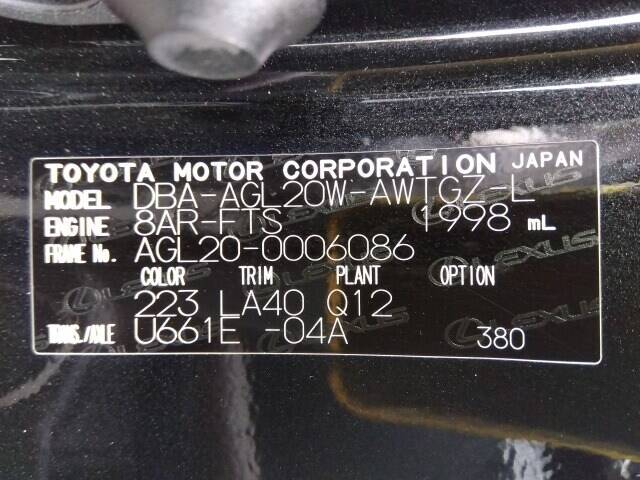 TOYOTA MOTOR CORPORATION JAPAN
MODEL DBA-AGL20W-AWTGZ-L
ENGINE 8AR-FTS 1998 mL
FRAME No. AGL20-0006086
COLOR TRIM PLANT OPTION
223 LA40 Q12
TRANS./AXLE U661E -04A 380
LEXUS